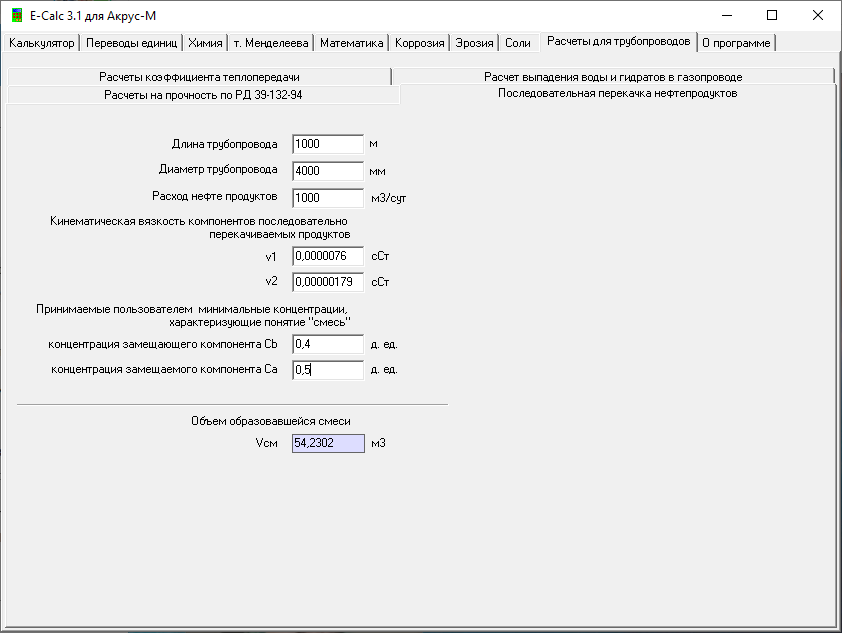 E-Calc 3.1 для Акрус-М
Калькулятор Переводы единиц Химия т. Менделеева Математика Коррозия Эрозия Соли Расчеты для трубопроводов О программе
Расчеты коэффициента теплопередачи Расчет выпадения воды и гидратов в газопроводе
Расчеты на прочность по РД 39-132-94 Последовательная перекачка нефтепродуктов
Длина трубопровода 1000 м
Диаметр трубопровода 4000 мм
Расход нефте продуктов 1000 м3/сут
Кинематическая вязкость компонентов последовательно
перекачиваемых продуктов
v1 0,0000076 сСт
v2 0,00000179 сСт
Принимаемые пользователем минимальные концентрации,
характеризующие понятие "смесь"
концентрация замещающего компонента Cb 0,4 д. ед.
концентрация замещаемого компонента Ca 0,5 д. ед.
Объем образовавшейся смеси
Vсм 54,2302 м3